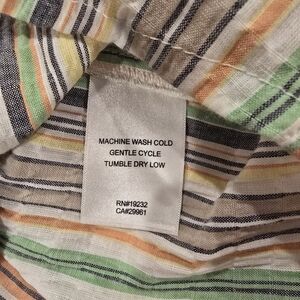 MACHINE WASH COLD
GENTLE CYCLE
TUMBLE DRY LOW
RN#19232
CA#29961